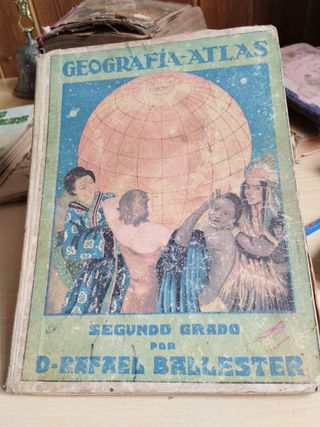 GEOGRAFÍA-ATLAS
SEGUNDO GRADO
POR
D-RAFAEL BALLESTER